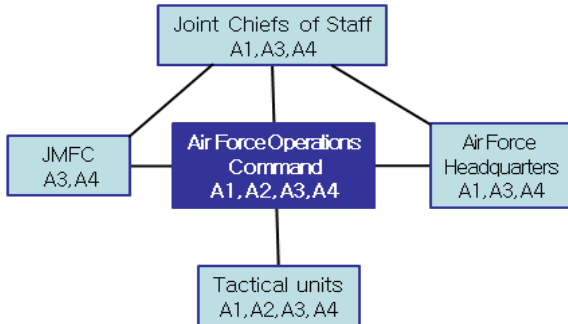 Joint Chiefs of Staff
A1,A3,A4
JMFC
A3,A4
Air Force Operations
Command
A1,A2,A3,A4
Air Force
Headquarters
A1,A3,A4
Tactical units
A1,A2,A3,A4